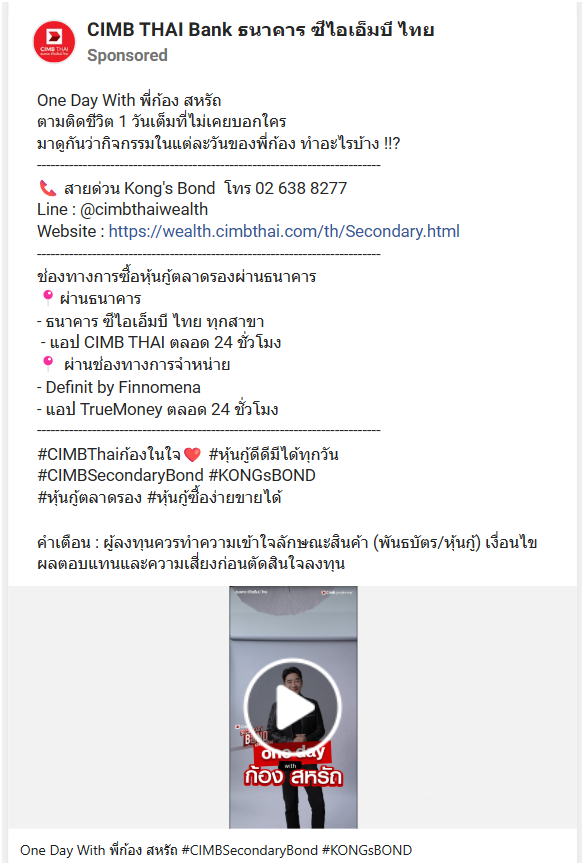 CIMB THAI Bank ธนาคาร ซีไอเอ็มบี ไทย
CIMB THAI
Sponsored
One Day With พี่ก้อง สหรัถ
ตามติดชีวิต 1 วันเต็มที่ไม่เคยบอกใคร
มาดูกันว่ากิจกรรมในแต่ละวันของพี่ก้อง ทำอะไรบ้าง !!?
---------------------------------------------------------------------------
📞 สายด่วน Kong's Bond โทร 02 638 8277
Line : @cimbthaiwealth
Website : https://wealth.cimbthai.com/th/Secondary.html
---------------------------------------------------------------------------
ช่องทางการซื้อหุ้นกู้ตลาดรองผ่านธนาคาร
📍 ผ่านธนาคาร
- ธนาคาร ซีไอเอ็มบี ไทย ทุกสาขา
- แอป CIMB THAI ตลอด 24 ชั่วโมง
📍 ผ่านช่องทางการจำหน่าย
- Definit by Finnomena
- แอป TrueMoney ตลอด 24 ชั่วโมง
---------------------------------------------------------------------------
#CIMBThaiก้องในใจ❤️ #หุ้นกู้ดีดีมีได้ทุกวัน
#CIMBSecondaryBond #KONGsBOND
#หุ้นกู้ตลาดรอง #หุ้นกู้ซื้อง่ายขายได้
คำเตือน : ผู้ลงทุนควรทำความเข้าใจลักษณะสินค้า (พันธบัตร/หุ้นกู้) เงื่อนไข
ผลตอบแทนและความเสี่ยงก่อนตัดสินใจลงทุน
one day
with
ก้อง สหรัถ
One Day With พี่ก้อง สหรัถ #CIMBSecondaryBond #KONGsBOND